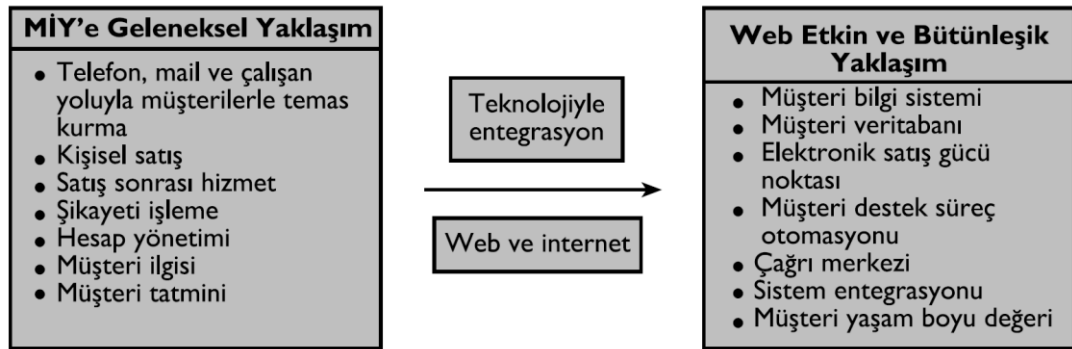 MİY’e Geleneksel Yaklaşım
• Telefon, mail ve çalışan
yoluyla müşterilerle temas
kurma
• Kişisel satış
• Satış sonrası hizmet
• Şikayeti işleme
• Hesap yönetimi
• Müşteri ilgisi
• Müşteri tatmini
Teknolojiyle
entegrasyon
Web ve internet
Web Etkin ve Bütünleşik
Yaklaşım
• Müşteri bilgi sistemi
• Müşteri veritabanı
• Elektronik satış gücü
noktası
• Müşteri destek süreç
otomasyonu
• Çağrı merkezi
• Sistem entegrasyonu
• Müşteri yaşam boyu değeri